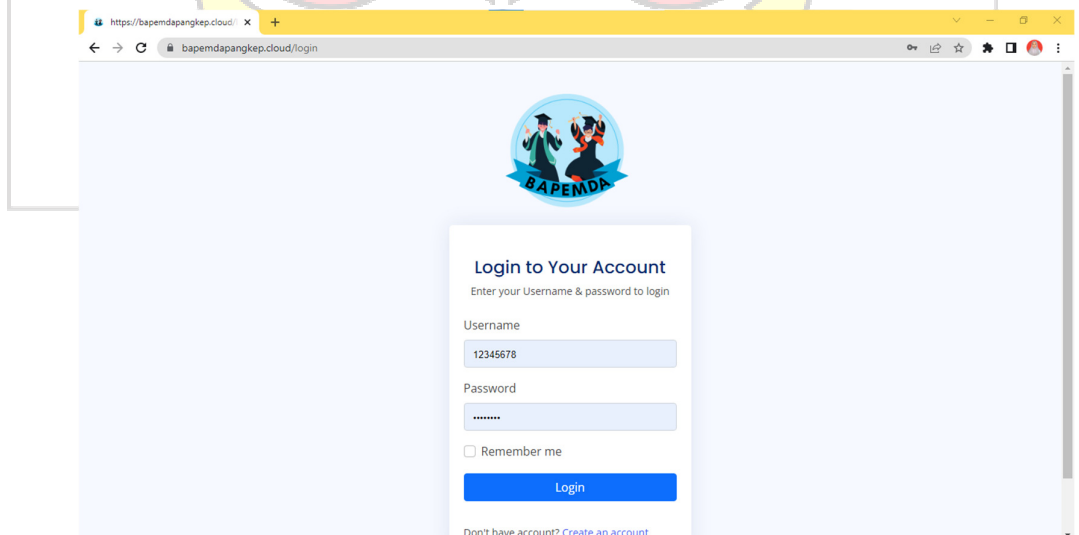 https://bapemdapangkep.cloud/
bapemdapangkep.cloud/login
BAPEMDA
Login to Your Account
Enter your Username & password to login
Username
12345678
Password
••••••••
Remember me
Login
Don't have account? Create an account